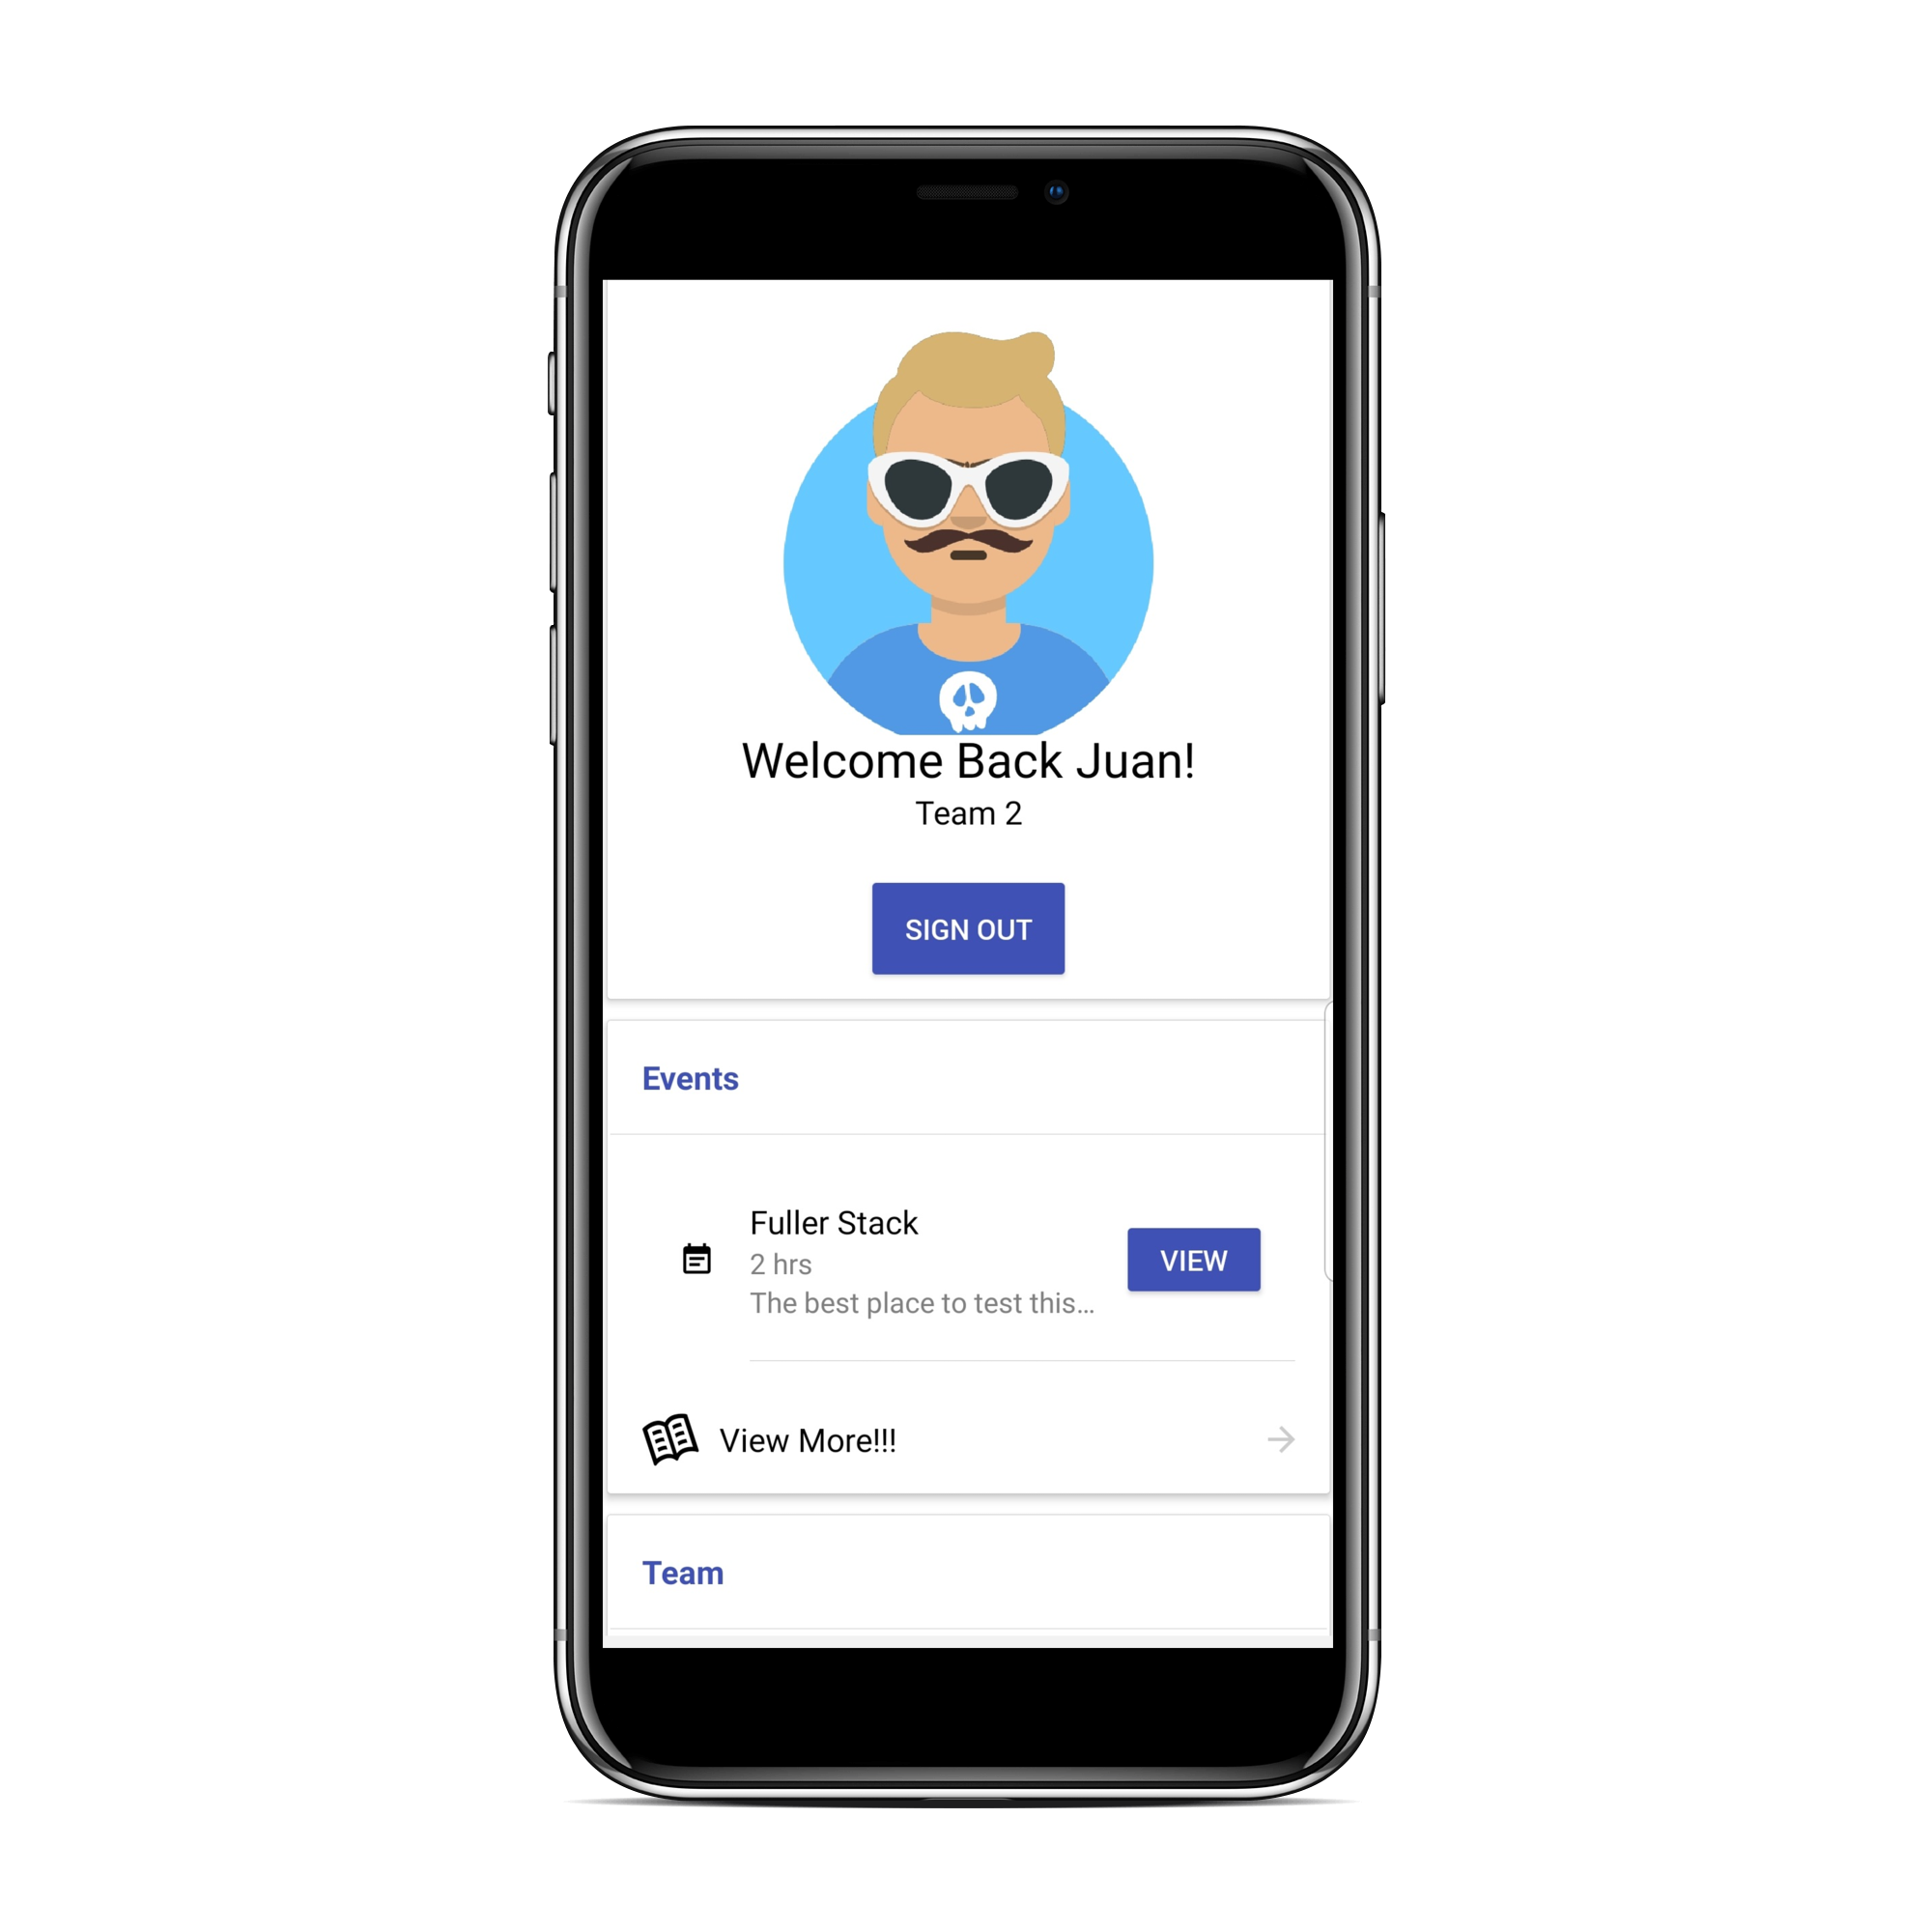 Welcome Back Juan!
Team 2
SIGN OUT
Events
Fuller Stack
2 hrs
The best place to test this...
VIEW
View More!!!
Team